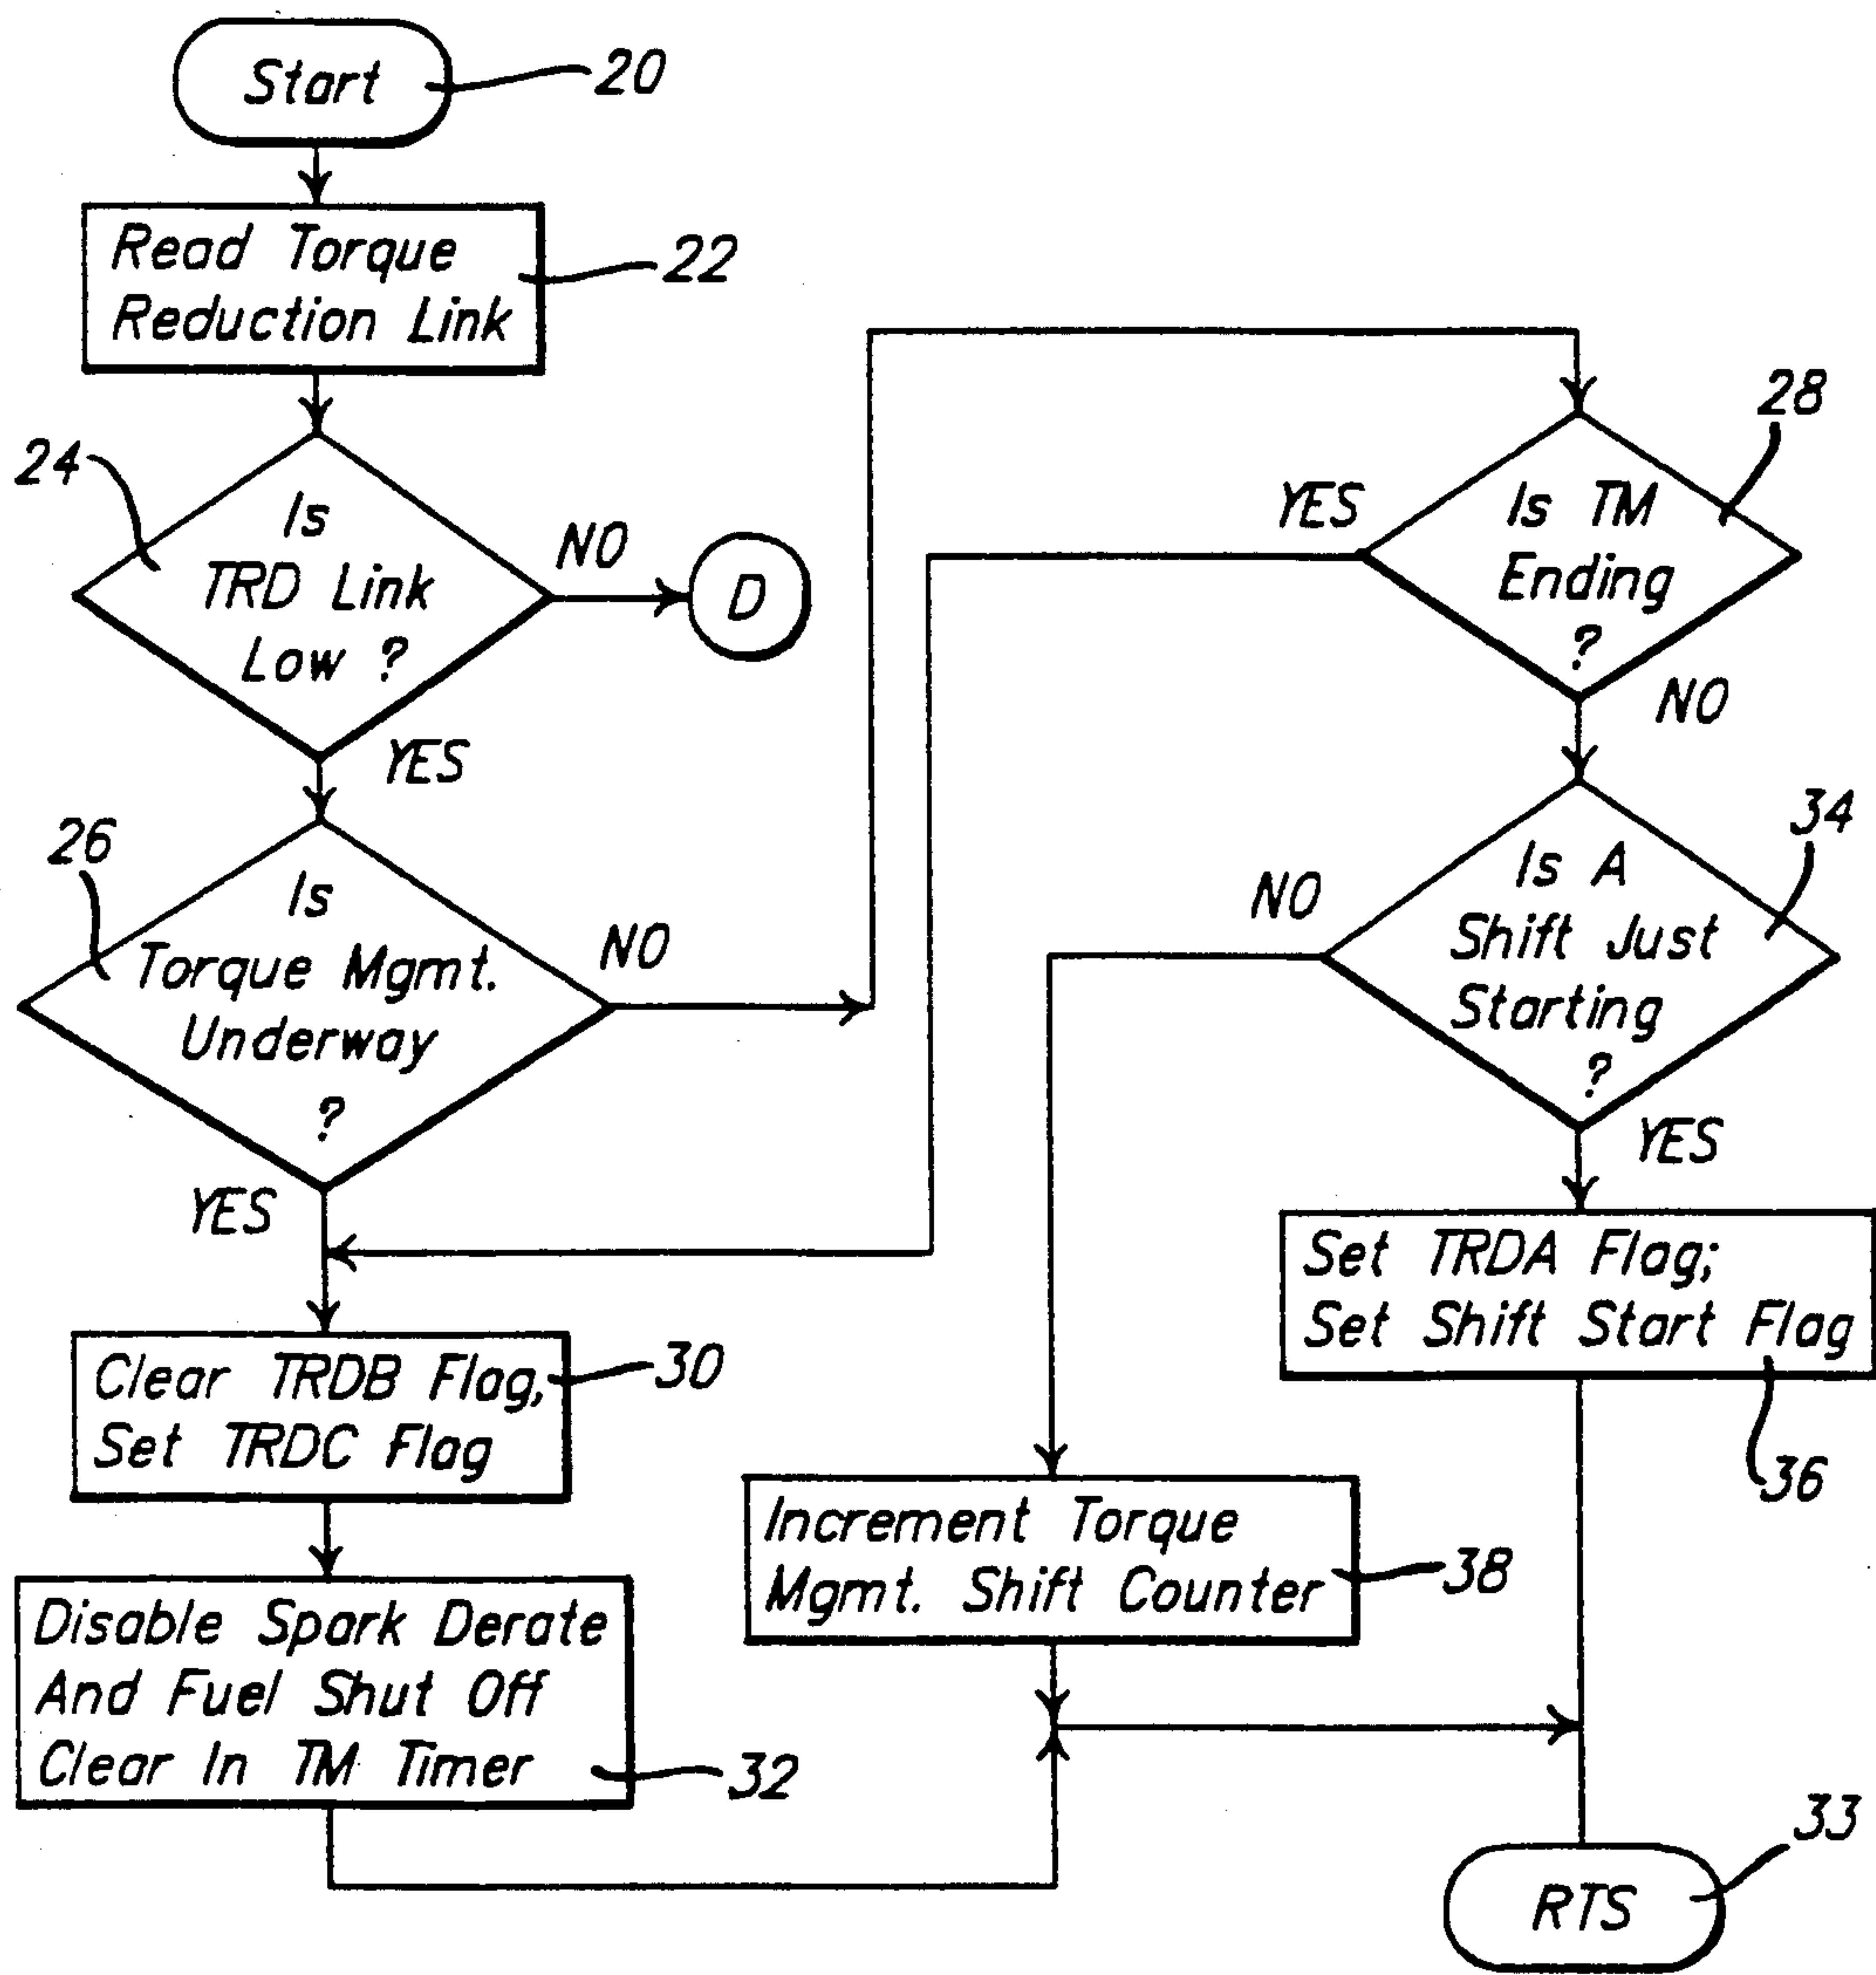 Start
20
Read Torque
Reduction Link
22
24
Is
TRD Link
Low ?
NO
D
YES
26
Is
Torque Mgmt.
Underway
?
NO
YES
28
Is TM
Ending
?
YES
NO
34
Is A
Shift Just
Starting
?
NO
YES
Set TRDA Flag;
Set Shift Start Flag
36
Clear TRDB Flag,
Set TRDC Flag
30
Increment Torque
Mgmt. Shift Counter
38
Disable Spark Derate
And Fuel Shut Off
Clear In TM Timer
32
33
RTS